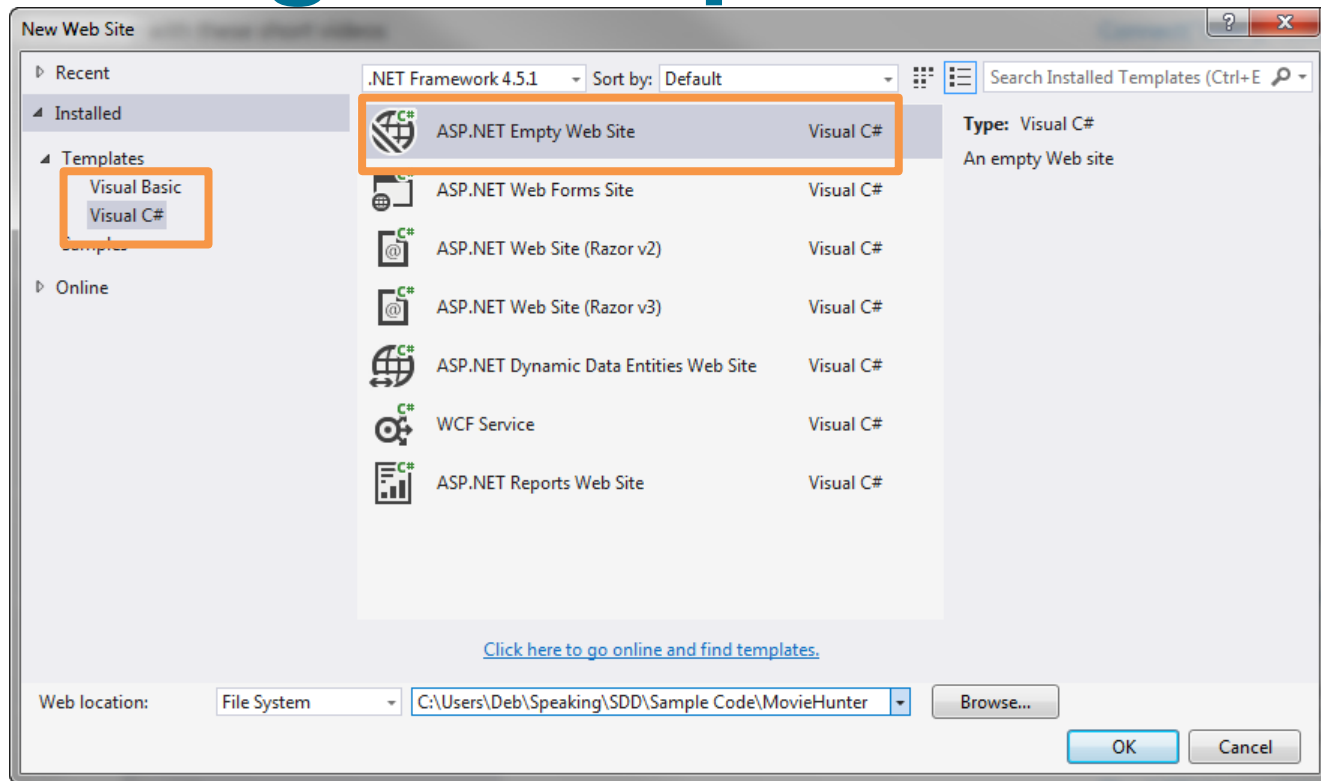 New Web Site
Recent
Installed
Templates
Visual Basic
Visual C#
Samples
Online
.NET Framework 4.5.1 Sort by: Default
Search Installed Templates (Ctrl+E
ASP.NET Empty Web Site Visual C#
ASP.NET Web Forms Site Visual C#
ASP.NET Web Site (Razor v2) Visual C#
ASP.NET Web Site (Razor v3) Visual C#
ASP.NET Dynamic Data Entities Web Site Visual C#
WCF Service Visual C#
ASP.NET Reports Web Site Visual C#
Type: Visual C#
An empty Web site
Click here to go online and find templates.
Web location: File System C:\Users\Deb\Speaking\SDD\Sample Code\MovieHunter Browse...
OK Cancel